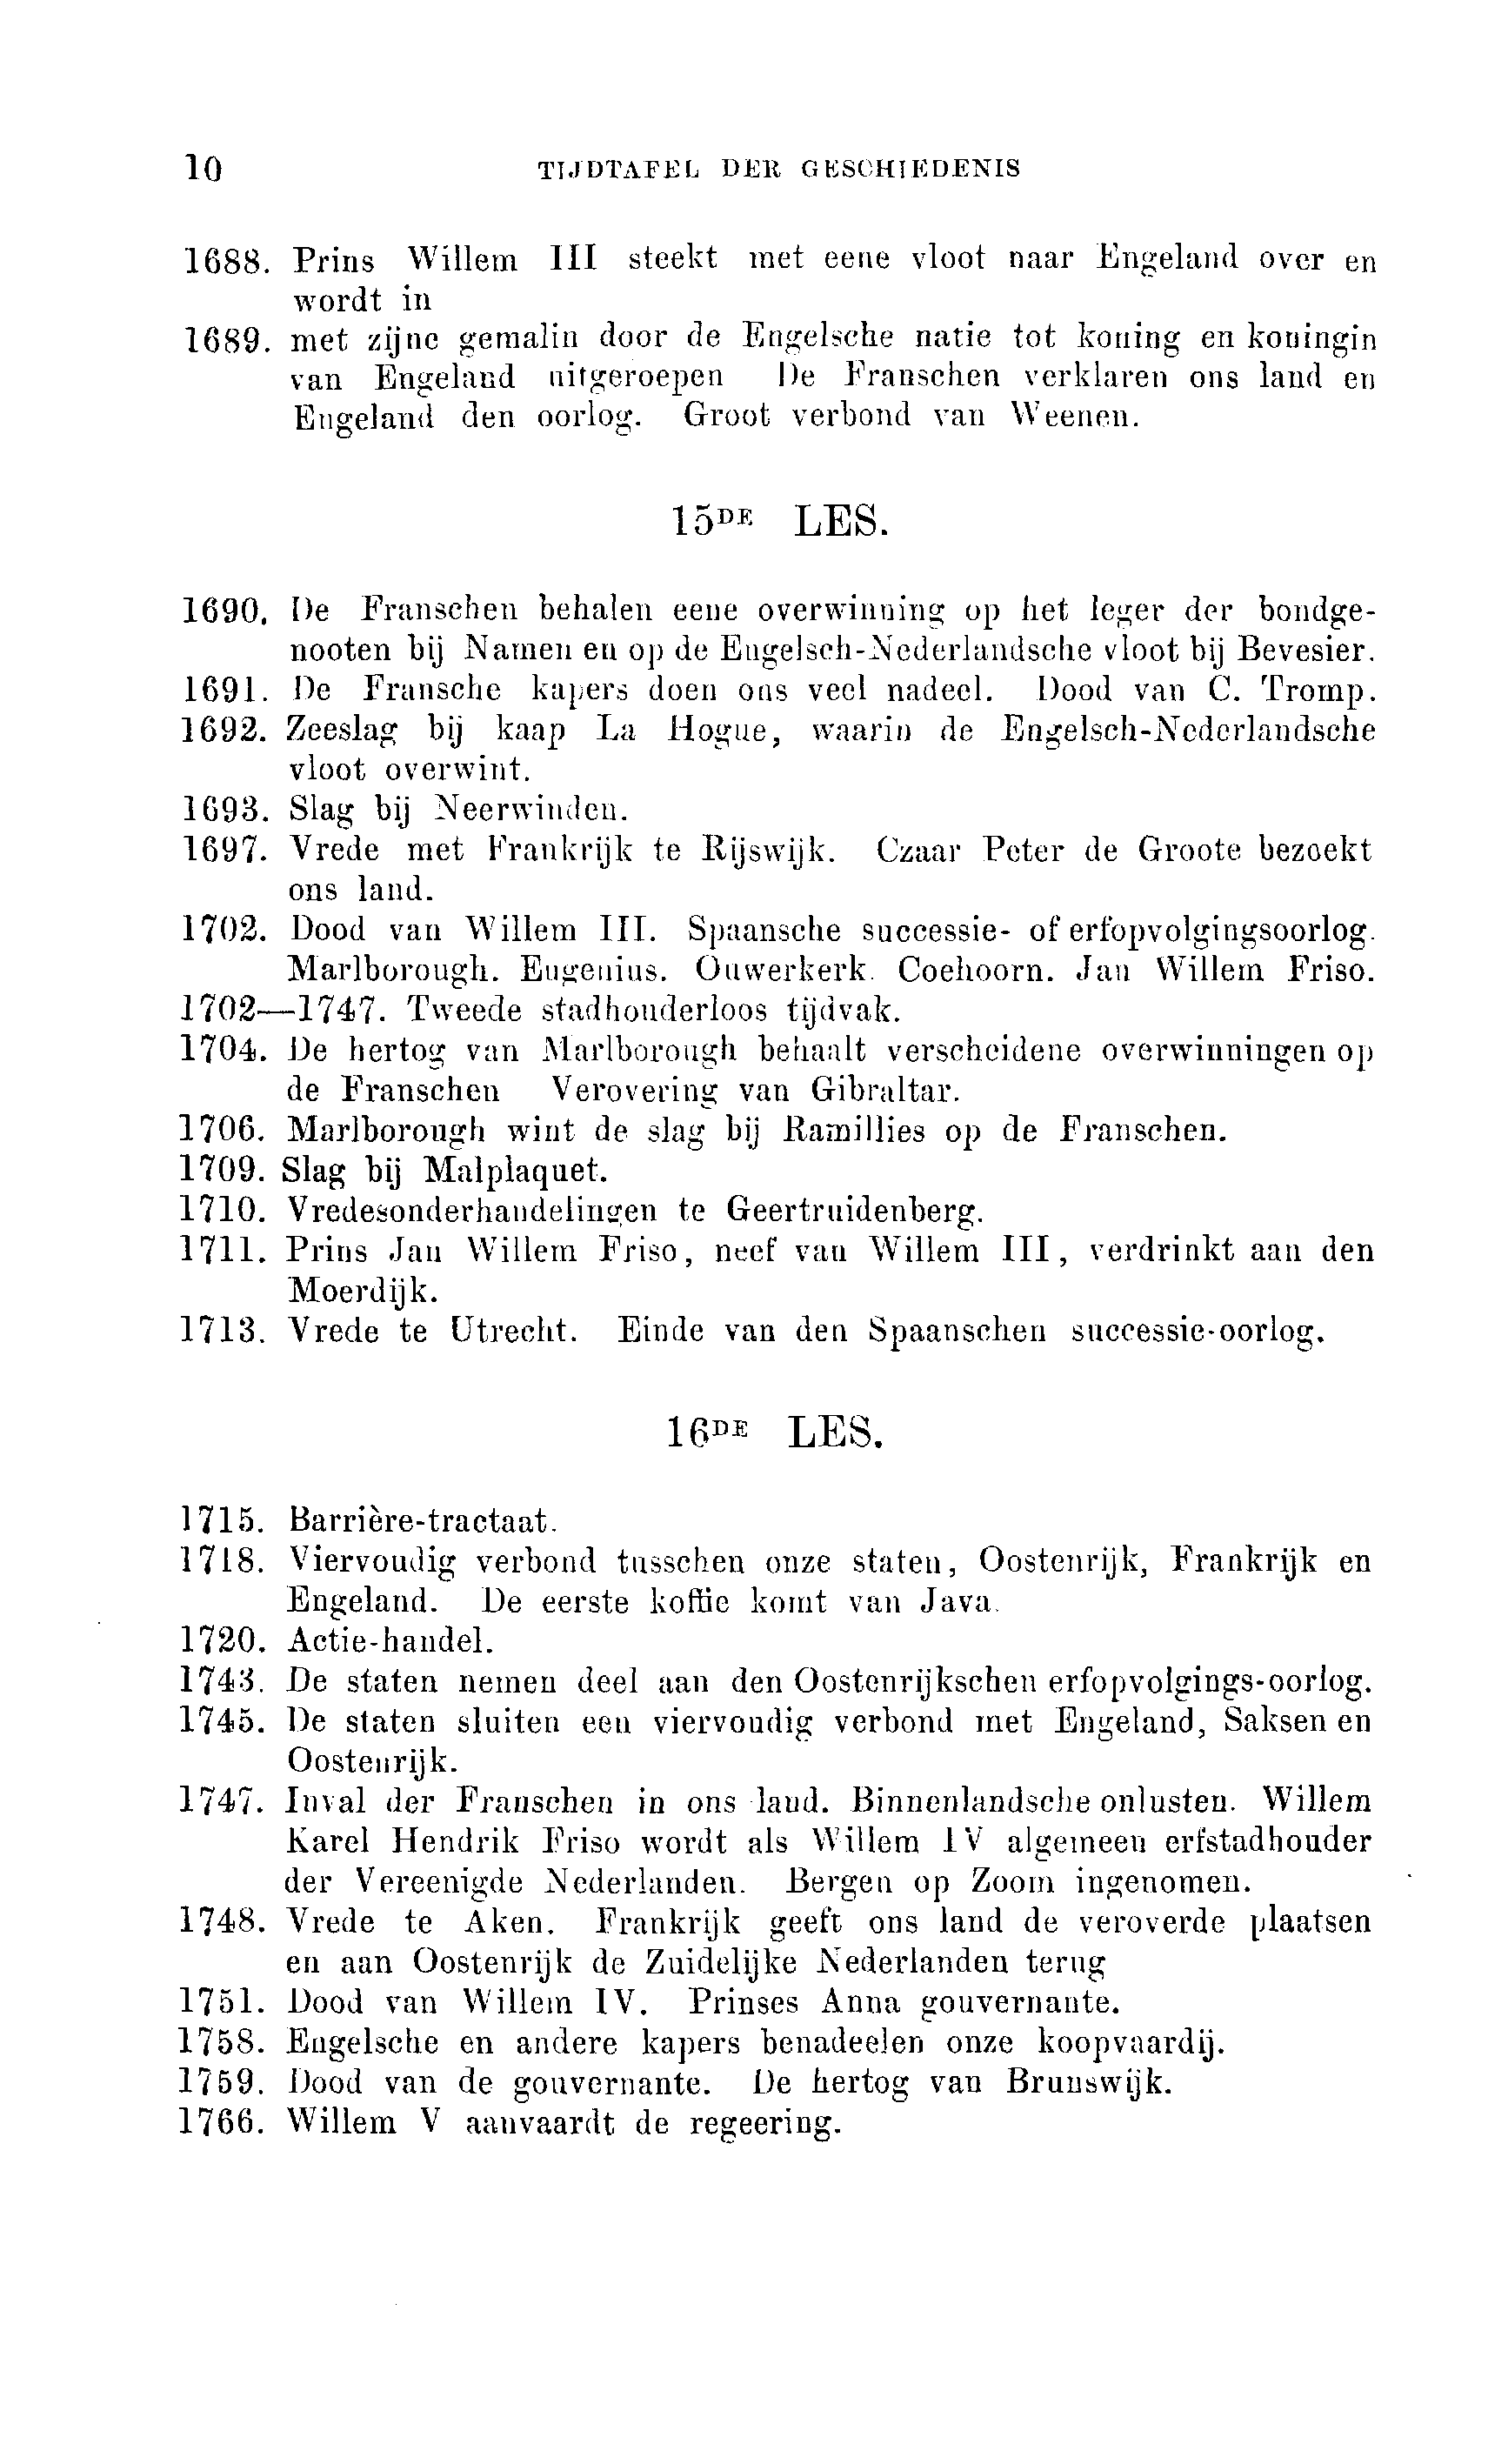 10 TIJDTAFEL DER GESCHIEDENIS
1688. Prins Willem III steekt met eene vloot naar Engeland over en
wordt in
1689. met zijne gemalin door de Engelsche natie tot koning en koningin
van Engeland uitgeroepen De Franschen verklaren ons land en
Engeland den oorlog. Groot verbond van Weenen.
15DE LES.
1690. De Franschen behalen eene overwinning op het leger der bondge-
nooten bij Namen en op de Engelsch-Nederlandsche vloot bij Bevesier.
1691. De Fransche kapers doen ons veel nadeel. Dood van C. Tromp.
1692. Zeeslag bij kaap La Hogue, waarin de Engelsch-Nederlandsche
vloot overwint.
1693. Slag bij Neerwinden.
1697. Vrede met Frankrijk te Rijswijk. Czaar Peter de Groote bezoekt
ons land.
1702. Dood van Willem III. Spaansche successie- of erfopvolgingsoorlog.
Marlborough. Eugenius. Ouwerkerk. Coehoorn. Jan Willem Friso.
1702—1747. Tweede stadhouderloos tijdvak.
1704. De hertog van Marlborough behaalt verscheidene overwinningen op
de Franschen Verovering van Gibraltar.
1706. Marlborough wint de slag bij Ramillies op de Franschen.
1709. Slag bij Malplaquet.
1710. Vredesonderhandelingen te Geertruidenberg.
1711. Prins Jan Willem Friso, neef van Willem III, verdrinkt aan den
Moerdijk.
1713. Vrede te Utrecht. Einde van den Spaanschen successie-oorlog.
16DE LES.
1715. Barrière-tractaat.
1718. Viervoudig verbond tusschen onze staten, Oostenrijk, Frankrijk en
Engeland. De eerste koffie komt van Java.
1720. Actie-handel.
1743. De staten nemen deel aan den Oostenrijkschen erfopvolgings-oorlog.
1745. De staten sluiten een viervoudig verbond met Engeland, Saksen en
Oostenrijk.
1747. Inval der Franschen in ons land. Binnenlandsche onlusten. Willem
Karel Hendrik Friso wordt als Willem IV algemeen erfstadhouder
der Vereenigde Nederlanden. Bergen op Zoom ingenomen.
1748. Vrede te Aken. Frankrijk geeft ons land de veroverde plaatsen
en aan Oostenrijk de Zuidelijke Nederlanden terug
1751. Dood van Willem IV. Prinses Anna gouvernante.
1758. Engelsche en andere kapers benadeelen onze koopvaardij.
1759. Dood van de gouvernante. De hertog van Brunswijk.
1766. Willem V aanvaardt de regeering.